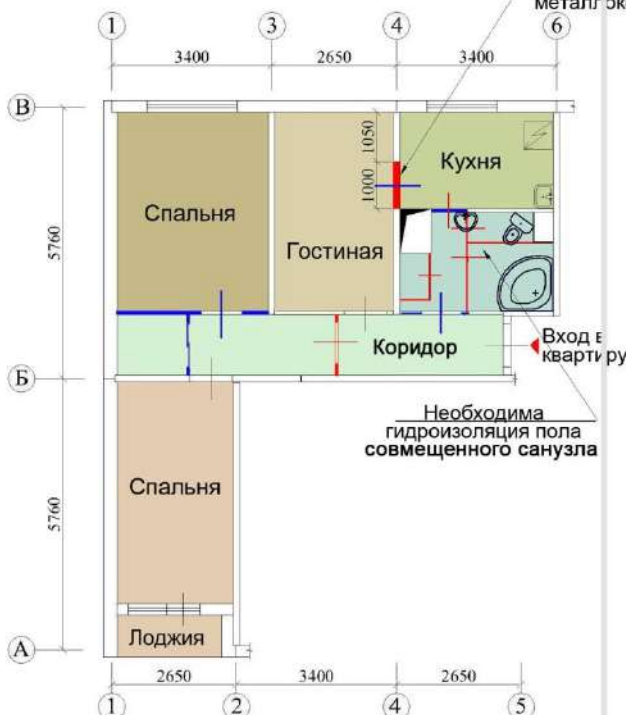 металлок
1
3
4
6
3400
2650
3400
В
1050
1000
Кухня
Спальня
Гостиная
5760
Коридор
Вход в
квартиру
Б
Необходима
гидроизоляция пола
совмещенного санузла
Спальня
5760
Лоджия
А
2650
3400
2650
1
2
4
5